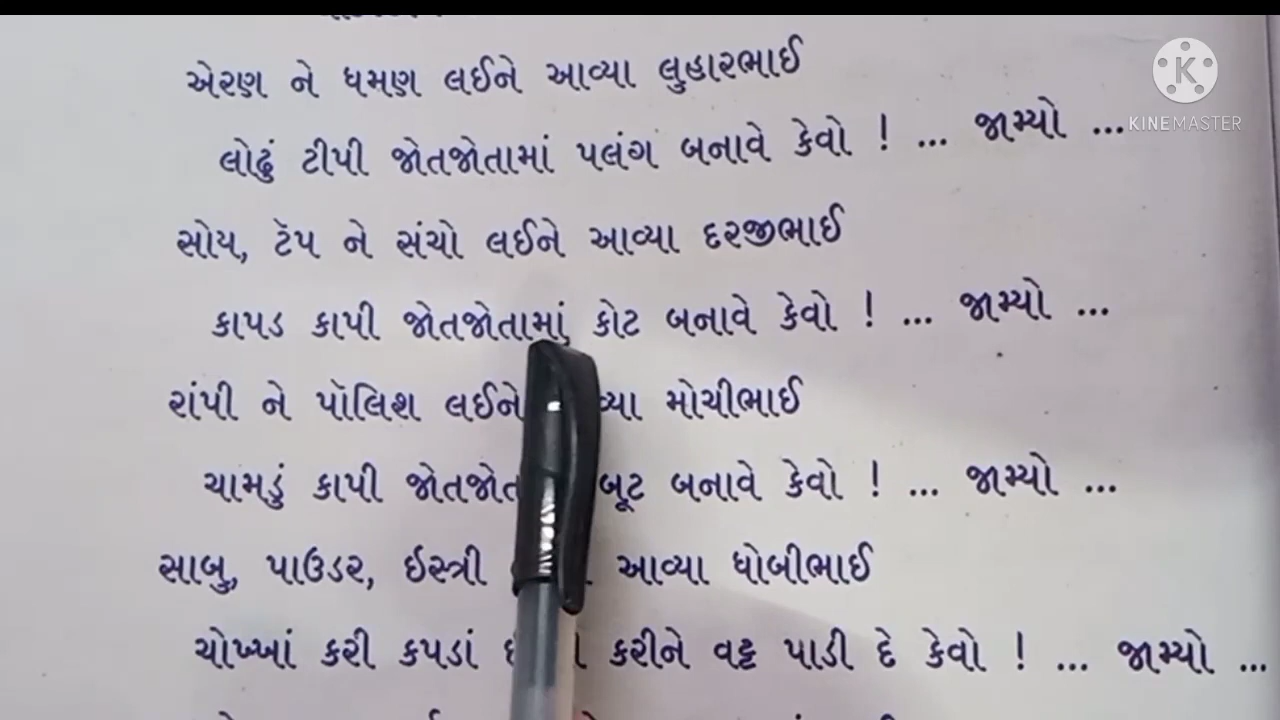 એરણ ને ધમણ લઈને આવ્યા લુહારભાઈ
લોઢું ટીપી જોતજોતામાં પલંગ બનાવે કેવો ! ... જામ્યો ...
સોય, ટૅપ ને સંચો લઈને આવ્યા દરજીભાઈ
કાપડ કાપી જોતજોતામાં કોટ બનાવે કેવો ! ... જામ્યો ...
રાંપી ને પૉલિશ લઈને વ્યા મોચીભાઈ
ચામડું કાપી જોતજોત બૂટ બનાવે કેવો ! ... જામ્યો ...
સાબુ, પાઉડર, ઇસ્ત્રી આવ્યા ધોબીભાઈ
ચોખ્ખાં કરી કપડાં કરીને વટ્ટ પાડી દે કેવો ! ... જામ્યો ...
K
KINEMASTER